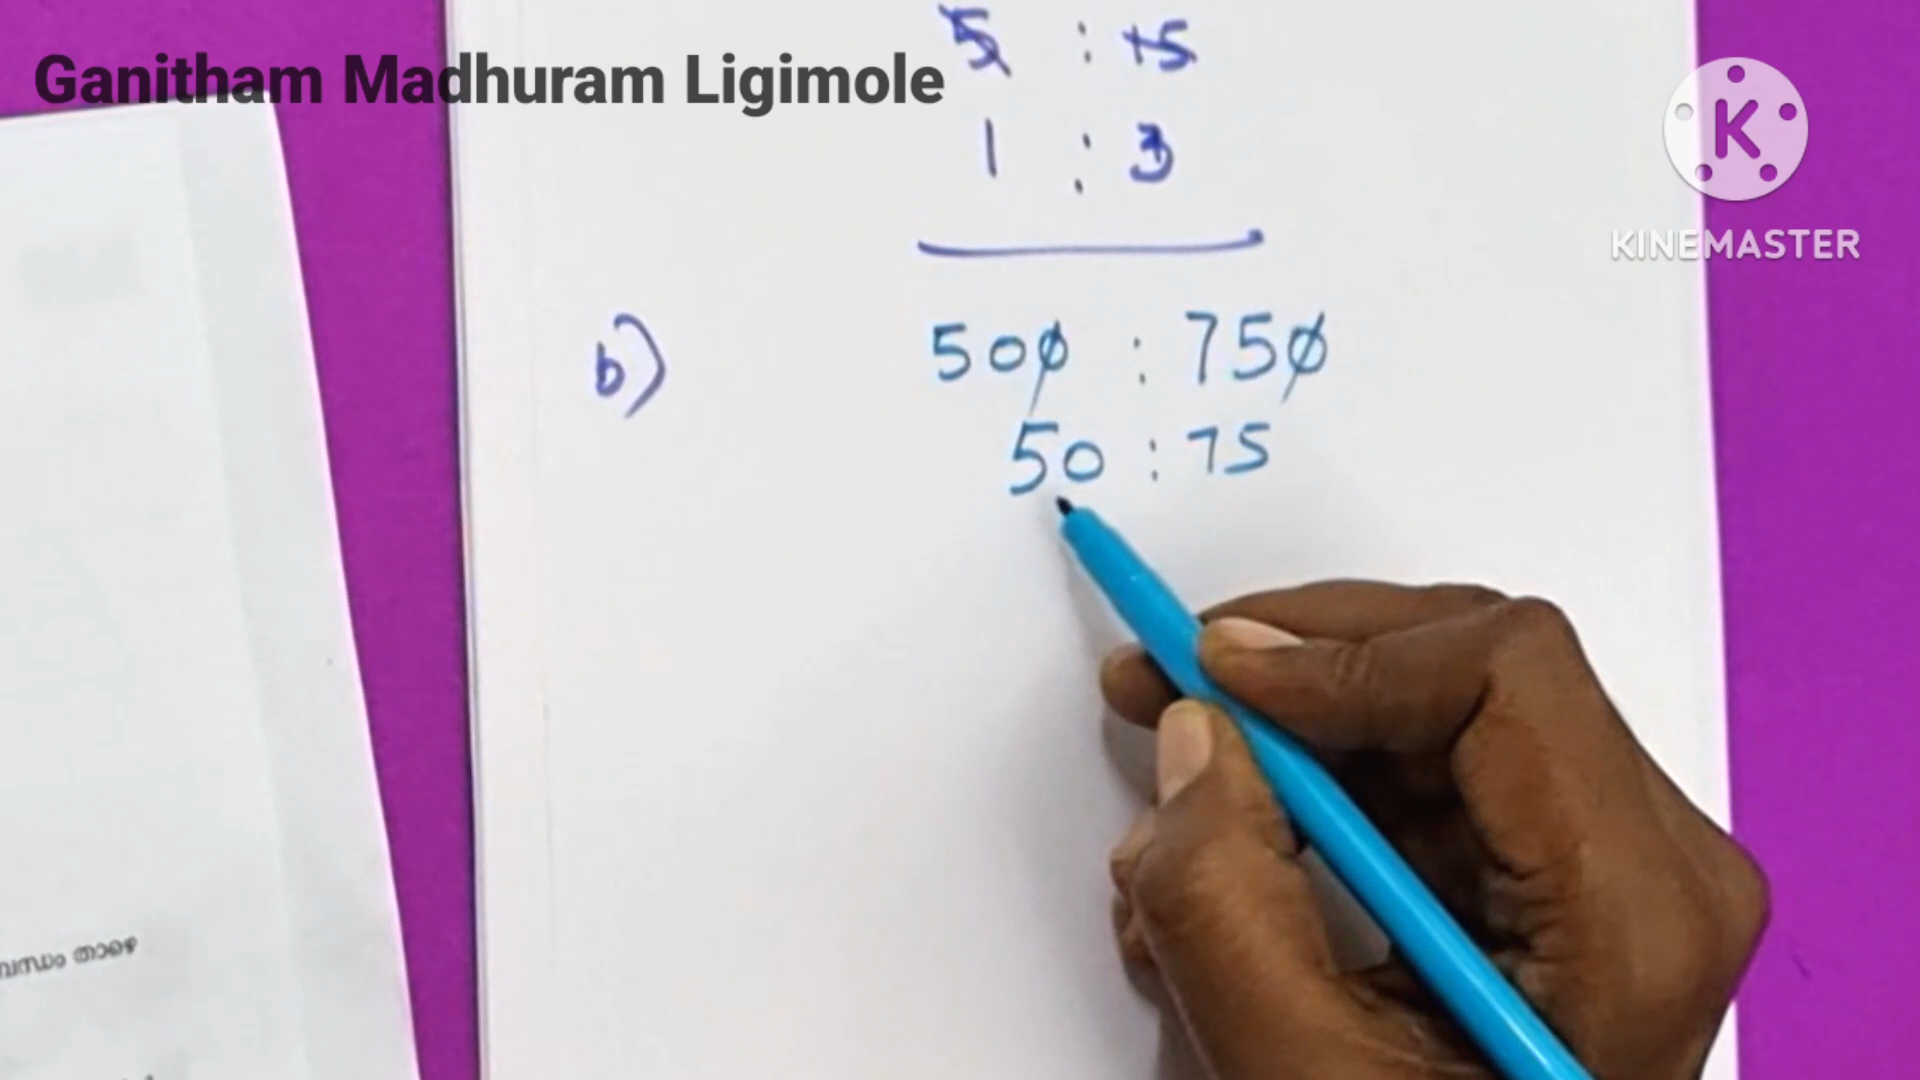 5 : 15
Ganitham Madhuram Ligimole
1 : 3
K
KINEMASTER
b) 500 : 750
50 : 75
താഴെ